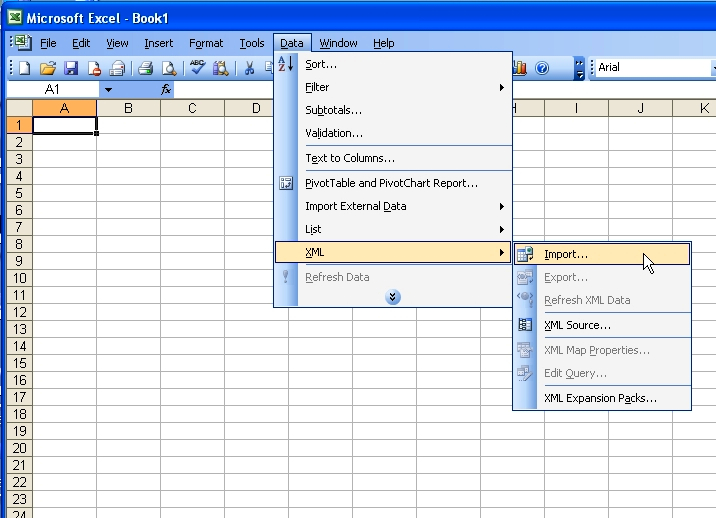 Microsoft Excel - Book1
File Edit View Insert Format Tools Data Window Help
Arial
A1 fx
A B C D H I J K
1
2
3
4
5
6
7
8
9
10
11
12
13
14
15
16
17
18
19
20
21
22
23
24
Sort...
Filter
Subtotals...
Validation...
Text to Columns...
PivotTable and PivotChart Report...
Import External Data
List
XML
Refresh Data
Import...
Export...
Refresh XML Data
XML Source...
XML Map Properties...
Edit Query...
XML Expansion Packs...